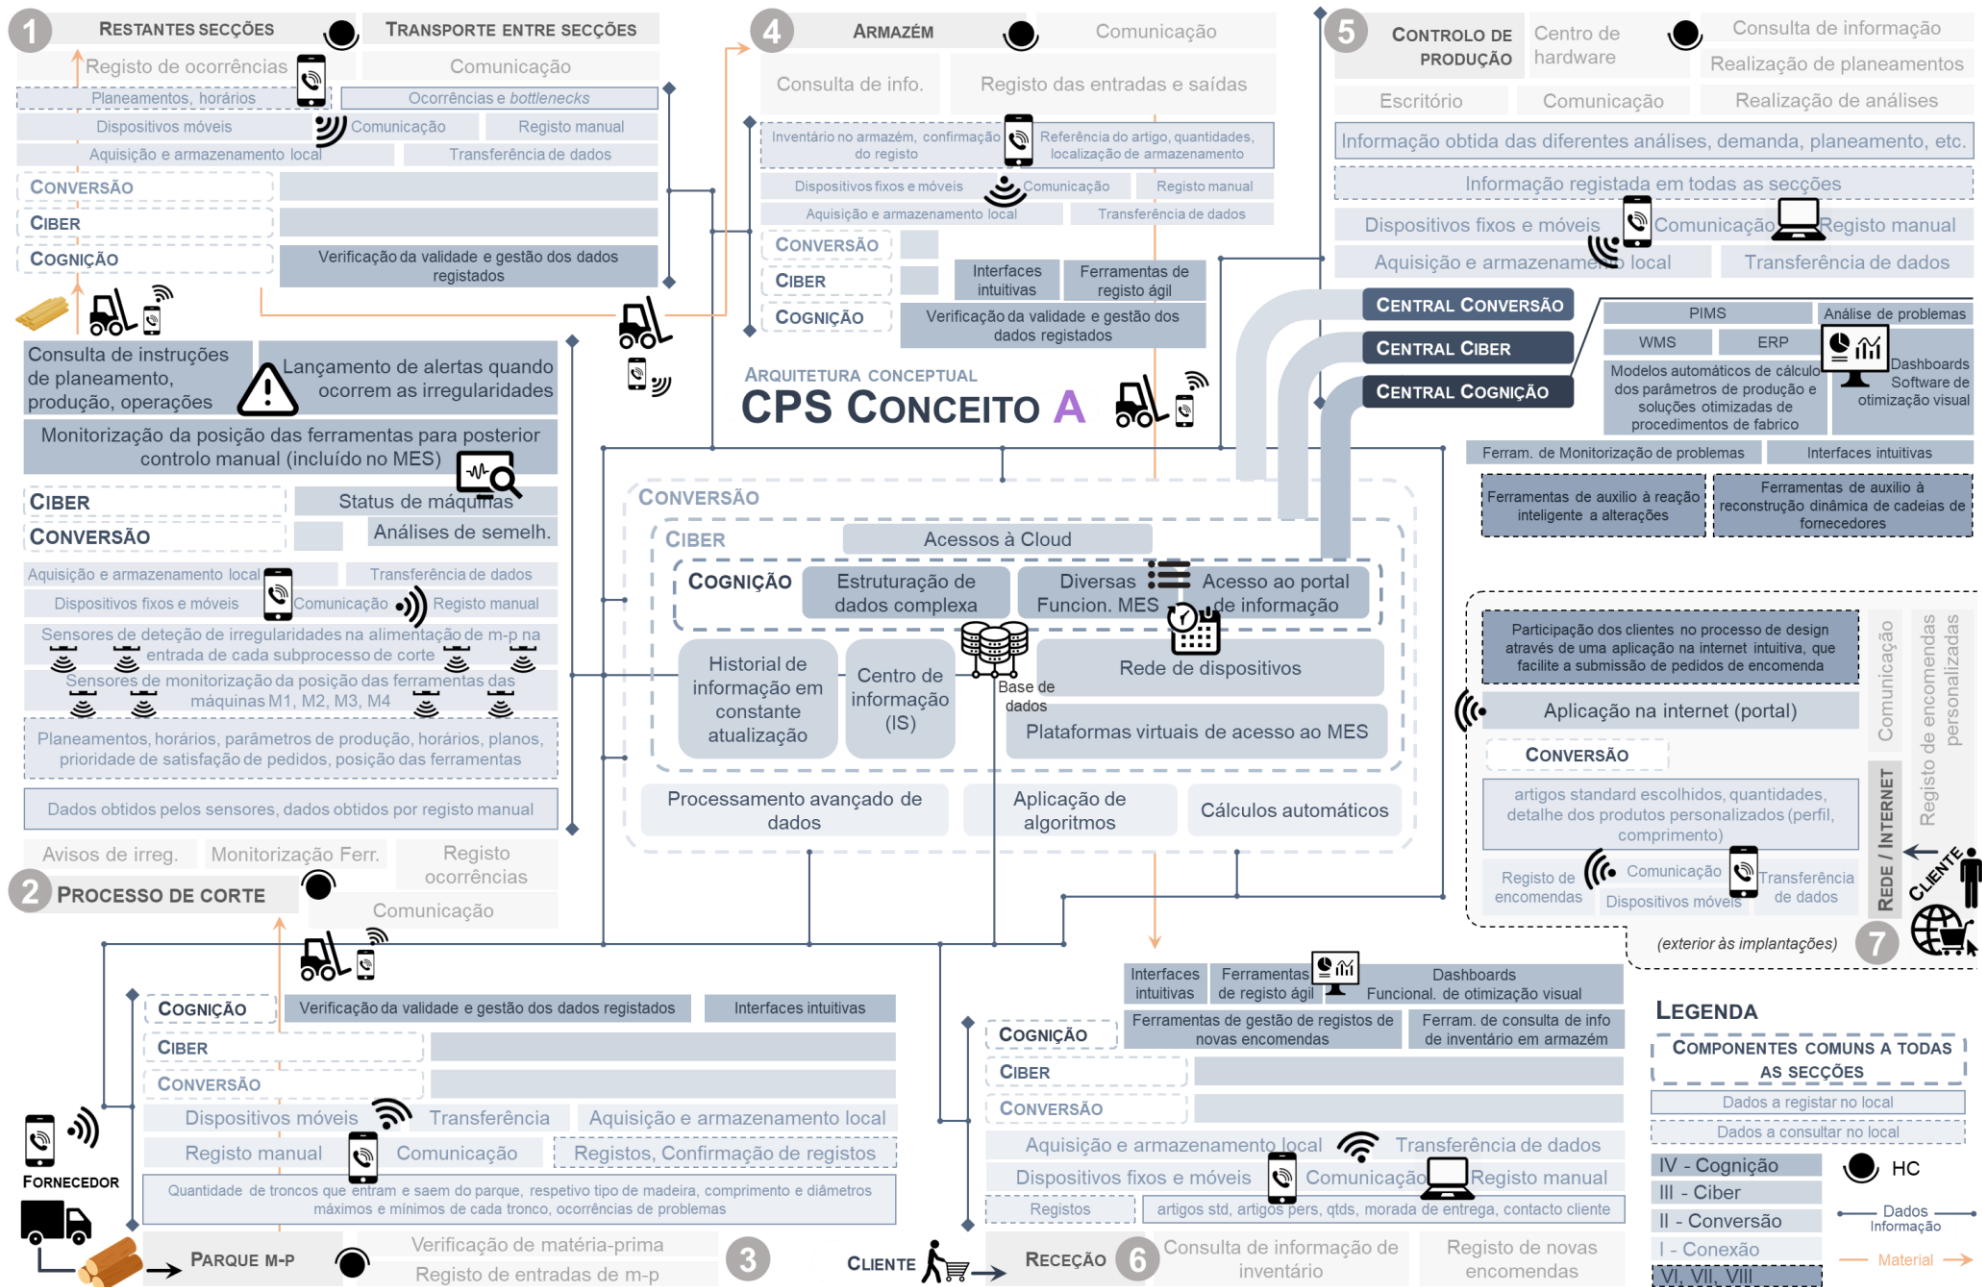 1
RESTANTES SECÇÕES
TRANSPORTE ENTRE SECÇÕES
Registo de ocorrências
Comunicação
Planeamentos, horários
Ocorrências e bottlenecks
Dispositivos móveis
Comunicação
Registo manual
Aquisição e armazenamento local
Transferência de dados
CONVERSÃO
CIBER
COGNIÇÃO
Verificação da validade e gestão dos dados
registados
4
ARMAZÉM
Comunicação
Consulta de info.
Registo das entradas e saídas
Inventário no armazém, confirmação
do registo
Referência do artigo, quantidades,
localização de armazenamento
Dispositivos fixos e móveis
Comunicação
Registo manual
Aquisição e armazenamento local
Transferência de dados
CONVERSÃO
CIBER
COGNIÇÃO
Interfaces
intuitivas
Ferramentas de
registo ágil
Verificação da validade e gestão dos
dados registados
5
CONTROLO DE
PRODUÇÃO
Centro de
hardware
Consulta de informação
Realização de planeamentos
Escritório
Comunicação
Realização de análises
Informação obtida das diferentes análises, demanda, planeamento, etc.
Informação registada em todas as secções
Dispositivos fixos e móveis
Comunicação
Registo manual
Aquisição e armazenamento local
Transferência de dados
CENTRAL CONVERSÃO
CENTRAL CIBER
CENTRAL COGNIÇÃO
PIMS
Análise de problemas
WMS
ERP
Modelos automáticos de cálculo
dos parâmetros de produção e
soluções otimizadas de
procedimentos de fabrico
Dashboards
Software de
otimização visual
Ferram. de Monitorização de problemas
Interfaces intuitivas
Ferramentas de auxilio à reação
inteligente a alterações
Ferramentas de auxilio à
reconstrução dinâmica de cadeias de
fornecedores
ARQUITETURA CONCEPTUAL
CPS CONCEITO A
Consulta de instruções
de planeamento,
produção, operações
Lançamento de alertas quando
ocorrem as irregularidades
Monitorização da posição das ferramentas para posterior
controlo manual (incluído no MES)
CIBER
Status de máquinas
CONVERSÃO
Análises de semelh.
Aquisição e armazenamento local
Transferência de dados
Dispositivos fixos e móveis
Comunicação
Registo manual
Sensores de deteção de irregularidades na alimentação de m-p na
entrada de cada subprocesso de corte
Sensores de monitorização da posição das ferramentas das
máquinas M1, M2, M3, M4
Planeamentos, horários, parâmetros de produção, horários, planos,
prioridade de satisfação de pedidos, posição das ferramentas
Dados obtidos pelos sensores, dados obtidos por registo manual
Avisos de irreg.
Monitorização Ferr.
Registo
ocorrências
2
PROCESSO DE CORTE
Comunicação
CONVERSÃO
CIBER
Acessos à Cloud
COGNIÇÃO
Estruturação de
dados complexa
Diversas
Funcion. MES
Acesso ao portal
de informação
Historial de
informação em
constante
atualização
Centro de
informação
(IS)
Base de
dados
Rede de dispositivos
Plataformas virtuais de acesso ao MES
Processamento avançado de
dados
Aplicação de
algoritmos
Cálculos automáticos
Participação dos clientes no processo de design
através de uma aplicação na internet intuitiva, que
facilite a submissão de pedidos de encomenda
Aplicação na internet (portal)
CONVERSÃO
artigos standard escolhidos, quantidades,
detalhe dos produtos personalizados (perfil,
comprimento)
Registo de
encomendas
Comunicação
Dispositivos móveis
Transferência
de dados
Comunicação
REDE / INTERNET
Registo de encomendas
personalizadas
CLIENTE
(exterior às implantações)
7
COGNIÇÃO
Verificação da validade e gestão dos dados registados
Interfaces intuitivas
CIBER
CONVERSÃO
Dispositivos móveis
Transferência
Aquisição e armazenamento local
Registo manual
Comunicação
Registos, Confirmação de registos
Quantidade de troncos que entram e saem do parque, respetivo tipo de madeira, comprimento e diâmetros
máximos e mínimos de cada tronco, ocorrências de problemas
FORNECEDOR
PARQUE M-P
Verificação de matéria-prima
Registo de entradas de m-p
3
Interfaces
intuitivas
Ferramentas
de registo ágil
Dashboards
Funcional. de otimização visual
COGNIÇÃO
Ferramentas de gestão de registos de
novas encomendas
Ferram. de consulta de info
de inventário em armazém
CIBER
CONVERSÃO
Aquisição e armazenamento local
Transferência de dados
Dispositivos fixos e móveis
Comunicação
Registo manual
Registos
artigos std, artigos pers, qtds, morada de entrega, contacto cliente
CLIENTE
RECEÇÃO
6
Consulta de informação de
inventário
Registo de novas
encomendas
LEGENDA
COMPONENTES COMUNS A TODAS
AS SECÇÕES
Dados a registar no local
Dados a consultar no local
IV - Cognição
III - Ciber
II - Conversão
I - Conexão
VI, VII, VIII
HC
Dados
Informação
Material